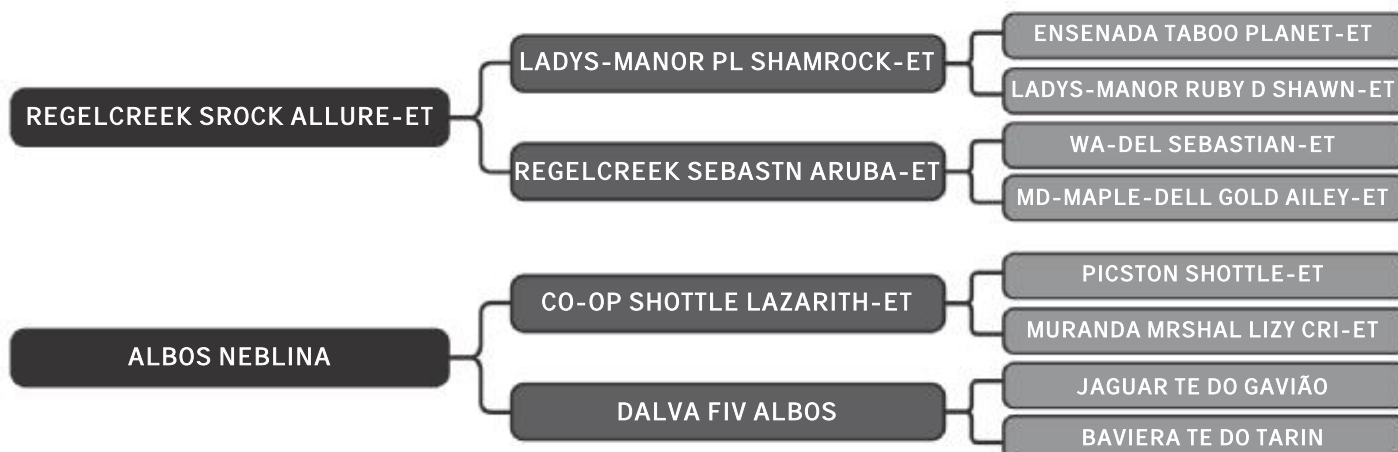 REGELCREEK SROCK ALLURE-ET
LADYS-MANOR PL SHAMROCK-ET
ENSENADA TABOO PLANET-ET
LADYS-MANOR RUBY D SHAWN-ET
REGELCREEK SEBASTN ARUBA-ET
WA-DEL SEBASTIAN-ET
MD-MAPLE-DELL GOLD AILEY-ET
ALBOS NEBLINA
CO-OP SHOTTLE LAZARITH-ET
PICSTON SHOTTLE-ET
MURANDA MRSHAL LIZY CRI-ET
DALVA FIV ALBOS
JAGUAR TE DO GAVIÃO
BAVIERA TE DO TARIN